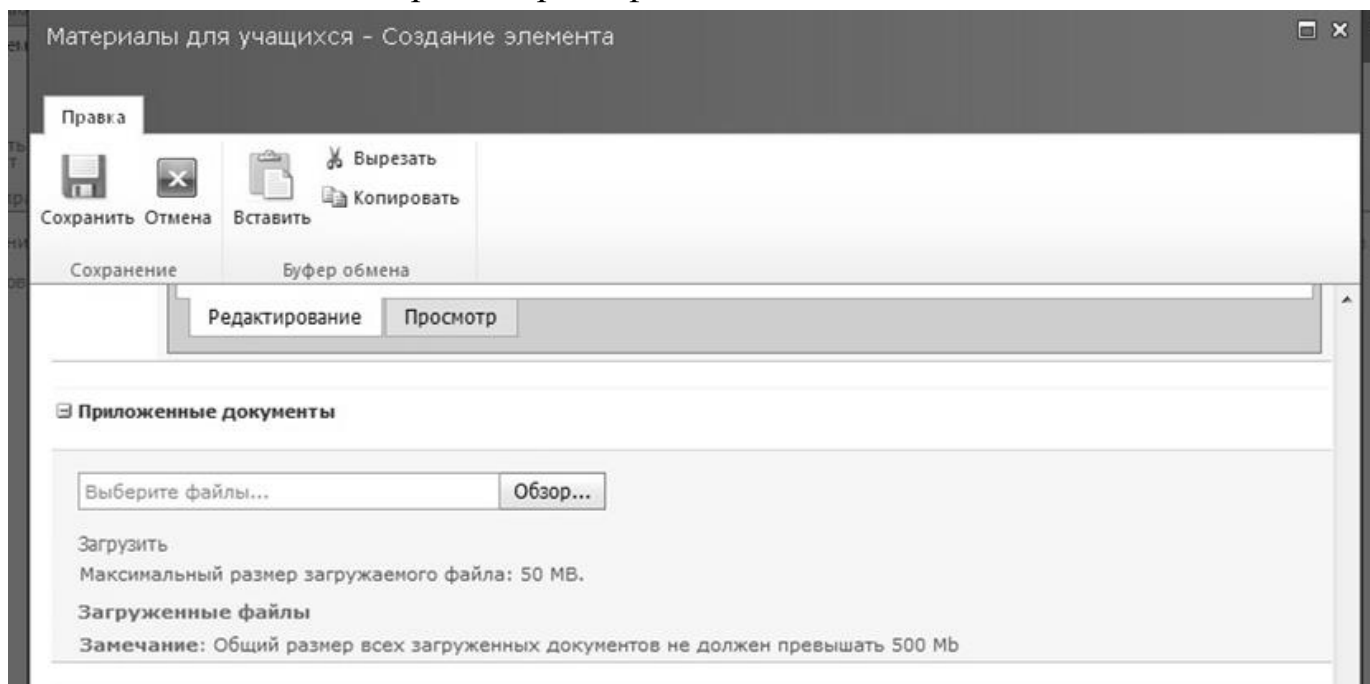 Материалы для учащихся – Создание элемента
Правка
Вырезать
Копировать
Сохранить Отмена Вставить
Сохранение Буфер обмена
Редактирование Просмотр
Приложенные документы
Выберите файлы... Обзор...
Загрузить
Максимальный размер загружаемого файла: 50 MB.
Загруженные файлы
Замечание: Общий размер всех загруженных документов не должен превышать 500 Mb